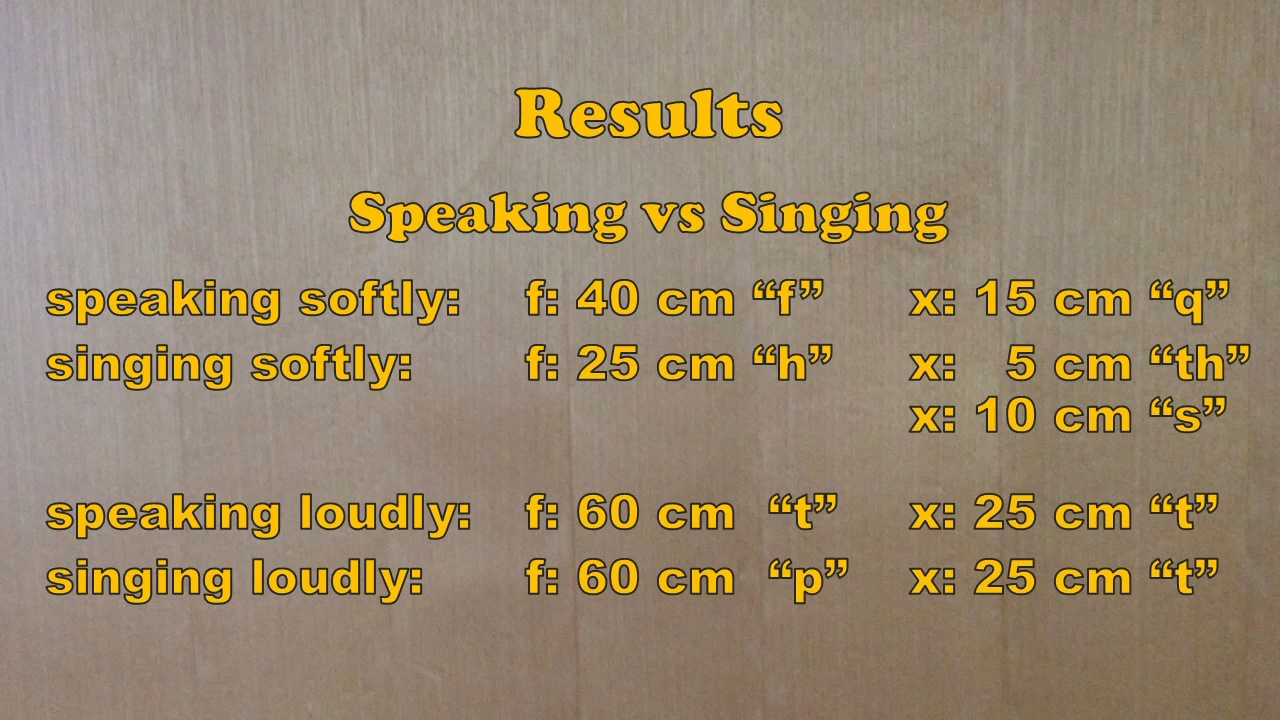 Results
Speaking vs Singing
speaking softly: f: 40 cm “f” x: 15 cm “q”
singing softly: f: 25 cm “h” x: 5 cm “th”
x: 10 cm “s”
speaking loudly: f: 60 cm “t” x: 25 cm “t”
singing loudly: f: 60 cm “p” x: 25 cm “t”